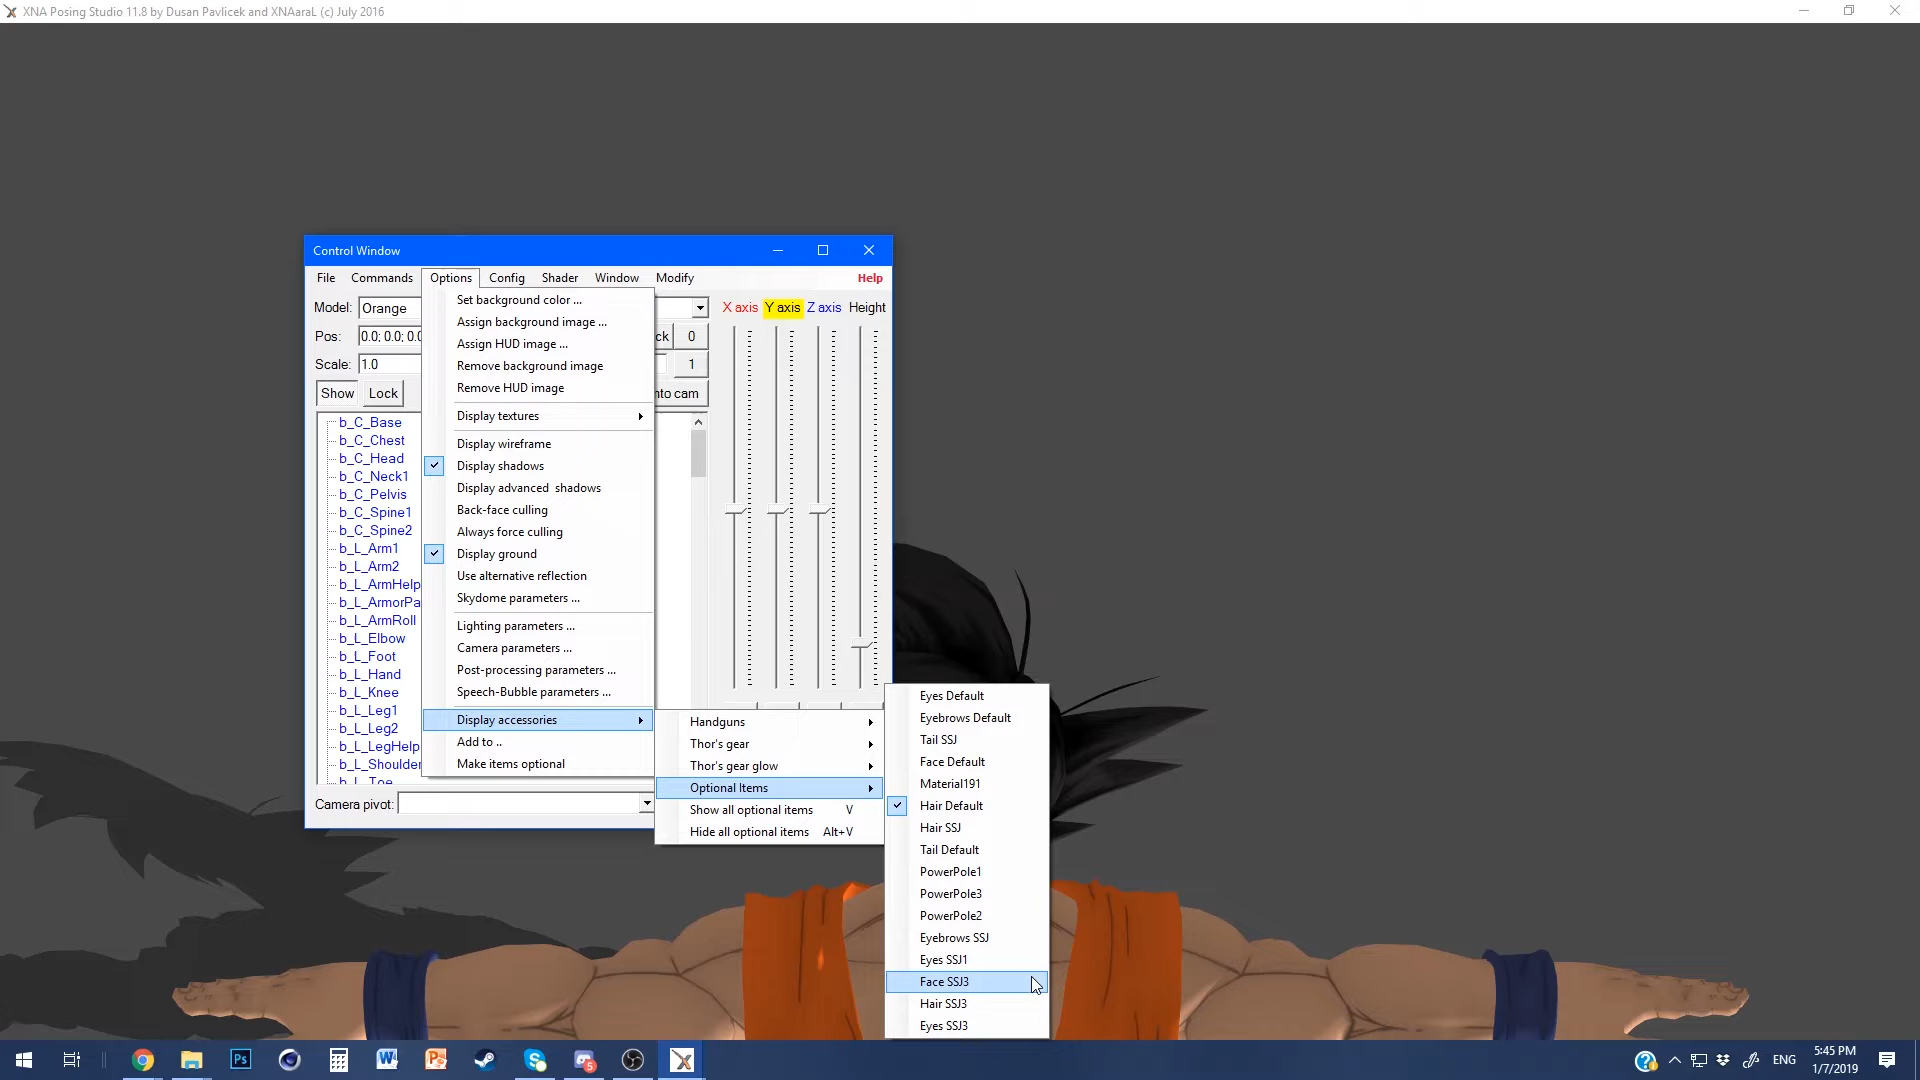 XNA Posing Studio 11.8 by Dusan Pavlicek and XNAaraL (c) July 2016
Control Window
File Commands Options Config Shader Window Modify Help
Model: Orange
Pos: 0.0; 0.0; 0.0
Scale: 1.0
Show Lock
ck 0
1
nto cam
X axis Y axis Z axis Height
b_C_Base
b_C_Chest
b_C_Head
b_C_Neck1
b_C_Pelvis
b_C_Spine1
b_C_Spine2
b_L_Arm1
b_L_Arm2
b_L_ArmHelp
b_L_ArmorPa
b_L_ArmRoll
b_L_Elbow
b_L_Foot
b_L_Hand
b_L_Knee
b_L_Leg1
b_L_Leg2
b_L_LegHelp
b_L_Shoulder
b_L_Toe
Camera pivot:
Set background color ...
Assign background image ...
Assign HUD image ...
Remove background image
Remove HUD image
Display textures
Display wireframe
Display shadows
Display advanced shadows
Back-face culling
Always force culling
Display ground
Use alternative reflection
Skydome parameters ...
Lighting parameters ...
Camera parameters ...
Post-processing parameters ...
Speech-Bubble parameters ...
Display accessories
Add to ..
Make items optional
Handguns
Thor's gear
Thor's gear glow
Optional Items
Show all optional items V
Hide all optional items Alt+V
Eyes Default
Eyebrows Default
Tail SSJ
Face Default
Material191
Hair Default
Hair SSJ
Tail Default
PowerPole1
PowerPole3
PowerPole2
Eyebrows SSJ
Eyes SSJ1
Face SSJ3
Hair SSJ3
Eyes SSJ3
Ps
5
ENG
5:45 PM
1/7/2019